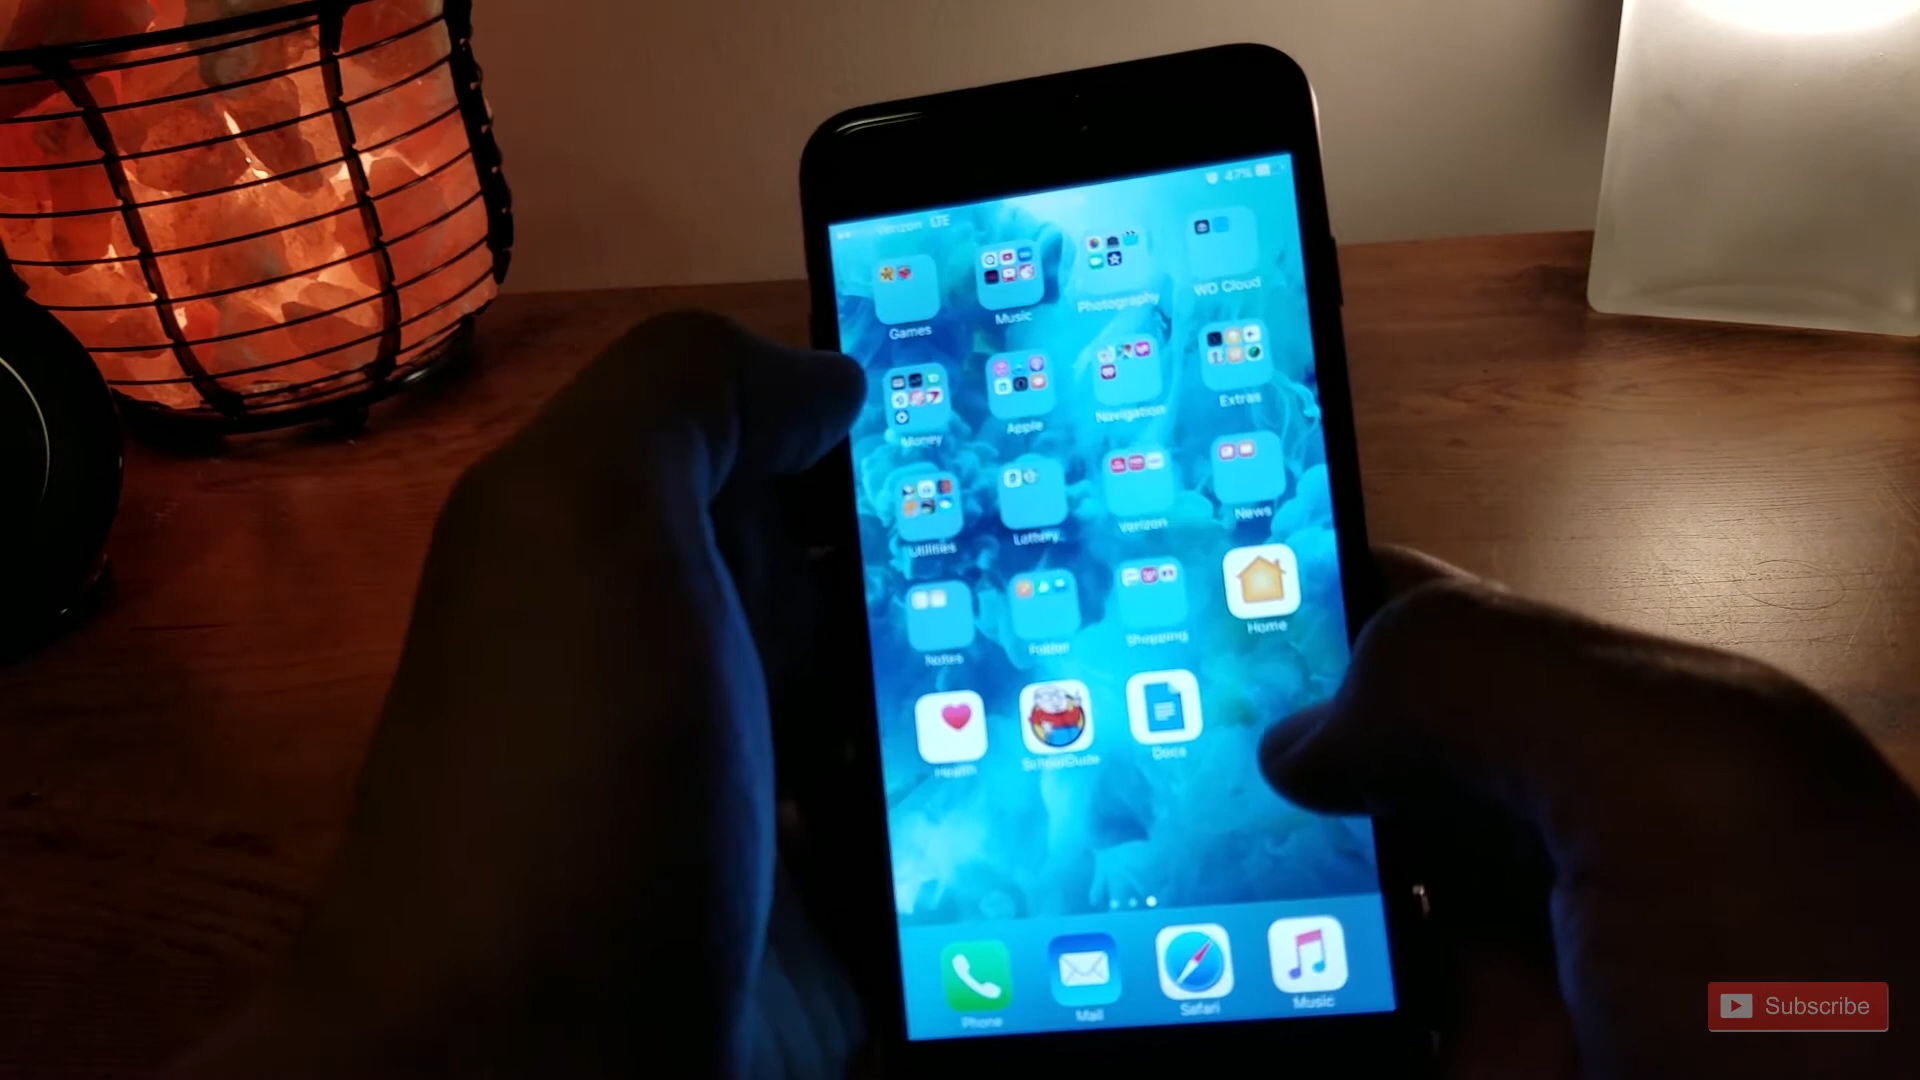 Verizon LTE 47%
Games Music Photography WD Cloud
Money Apple Navigation Extras
Utilities Lottery Verizon News
Notes Folder Shopping Home
Health SchoolDude Docs
Phone Mail Safari Music
Subscribe